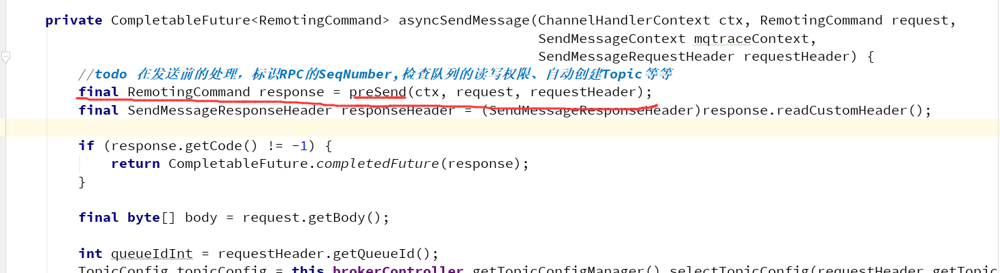 private CompletableFuture<RemotingCommand> asyncSendMessage(ChannelHandlerContext ctx, RemotingCommand request,
SendMessageContext mqtraceContext,
SendMessageRequestHeader requestHeader) {
//todo 在发送前的处理，标识RPC的SeqNumber,检查队列的读写权限、自动创建Topic等等
final RemotingCommand response = preSend(ctx, request, requestHeader);
final SendMessageResponseHeader responseHeader = (SendMessageResponseHeader)response.readCustomHeader();
if (response.getCode() != -1) {
return CompletableFuture.completedFuture(response);
}
final byte[] body = request.getBody();
int queueIdInt = requestHeader.getQueueId();
TopicConfig topicConfig = this.brokerController.getTopicConfigManager().selectTopicConfig(requestHeader.getTopic